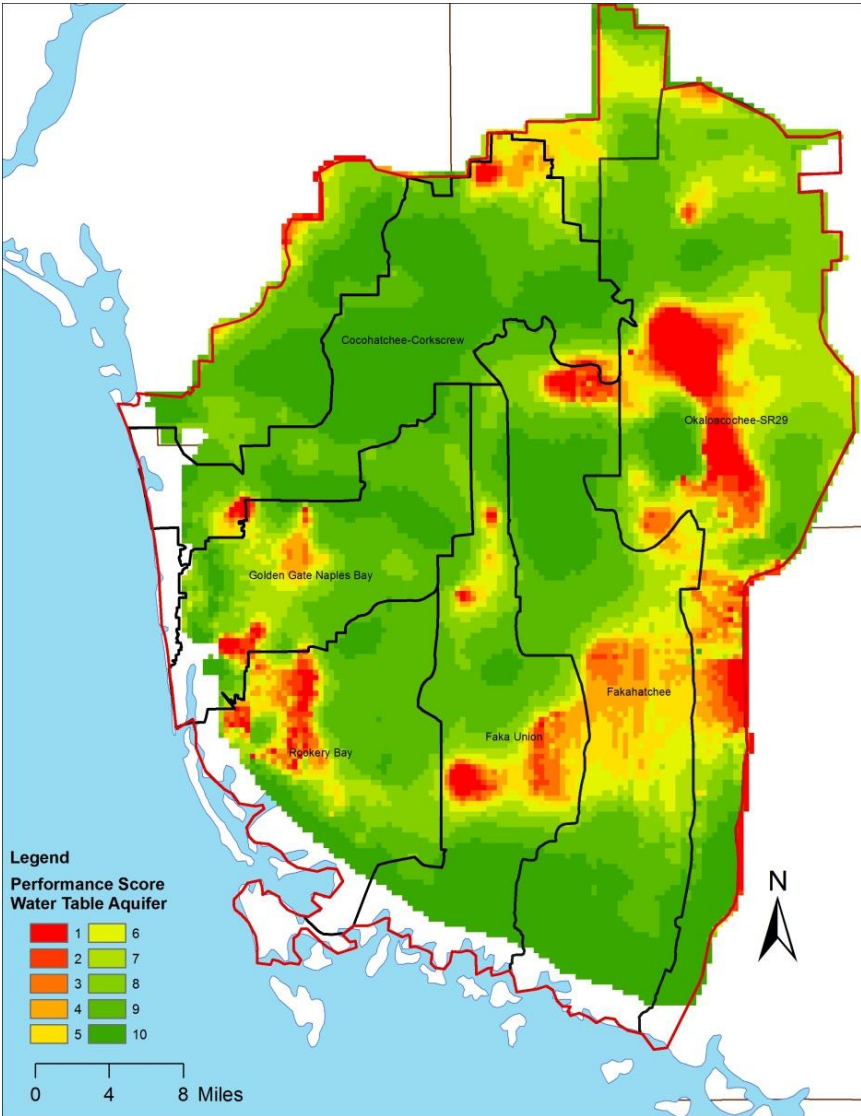 Cocohatchee-Corkscrew
Okaloacochee-SR29
Golden Gate Naples Bay
Fakahatchee
Faka Union
Rookery Bay
Legend
Performance Score
Water Table Aquifer
1 6
2 7
3 8
4 9
5 10
0 4 8 Miles
N